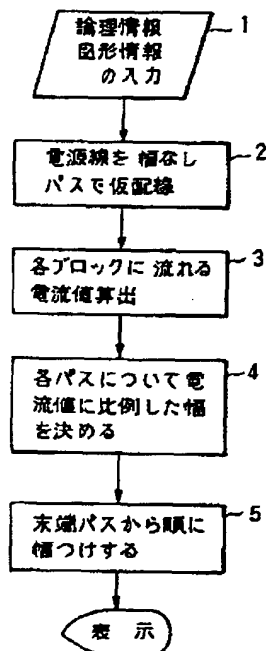 論理情報
図形情報
の入力
1
電源線を幅なし
パスで仮配線
2
各ブロックに流れる
電流値算出
3
各パスについて電
流値に比例した幅
を決める
4
末端パスから順に
幅つけする
5
表示